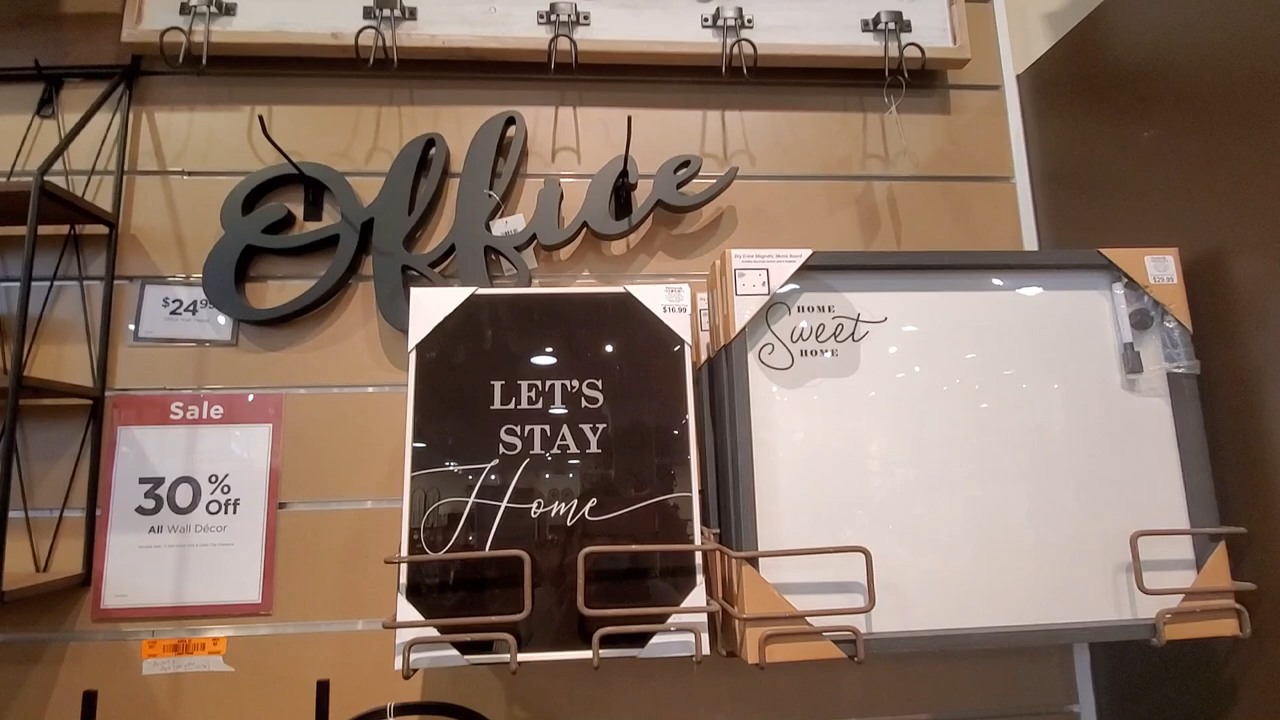 Office
$24.99
Sale
30% Off
All Wall Décor
$16.99
LET'S
STAY
Home
Dry Erase Magnetic Memo Board
$29.99
HOME
Sweet
HOME